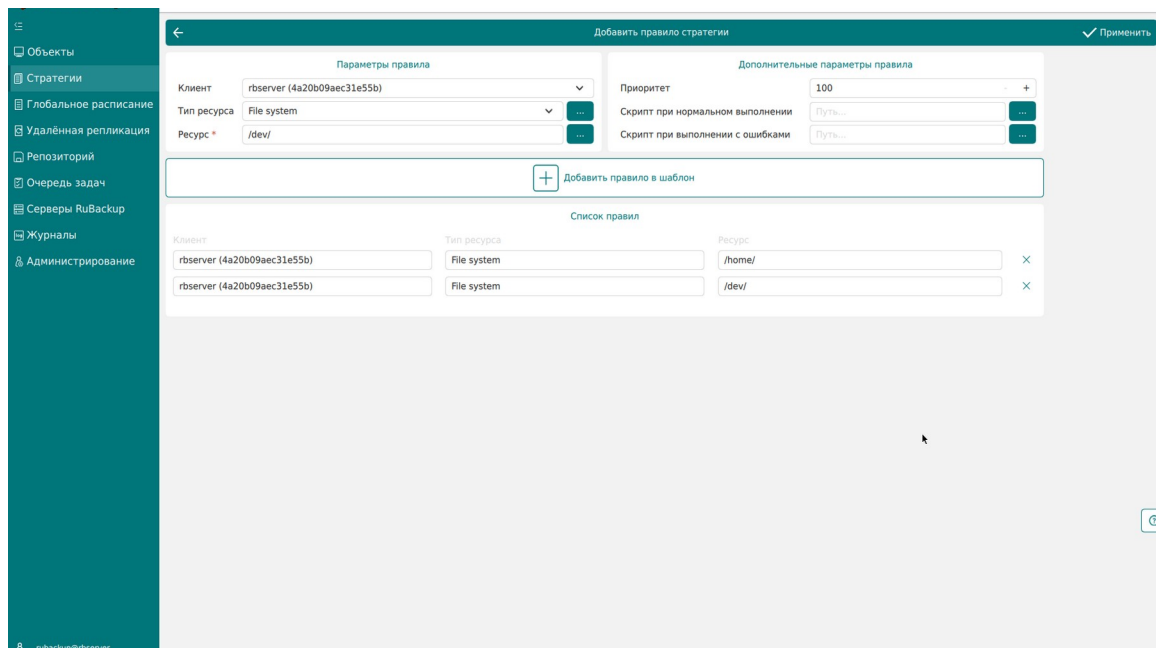 Добавить правило стратегии
Применить
Объекты
Стратегии
Глобальное расписание
Удалённая репликация
Репозиторий
Очередь задач
Серверы RuBackup
Журналы
Администрирование
Параметры правила
Клиент rbserver (4a20b09aec31e55b)
Тип ресурса File system ...
Ресурс * /dev/ ...
Дополнительные параметры правила
Приоритет 100 - +
Скрипт при нормальном выполнении Путь... ...
Скрипт при выполнении с ошибками Путь... ...
Добавить правило в шаблон
Список правил
Клиент Тип ресурса Ресурс
rbserver (4a20b09aec31e55b) File system /home/
rbserver (4a20b09aec31e55b) File system /dev/